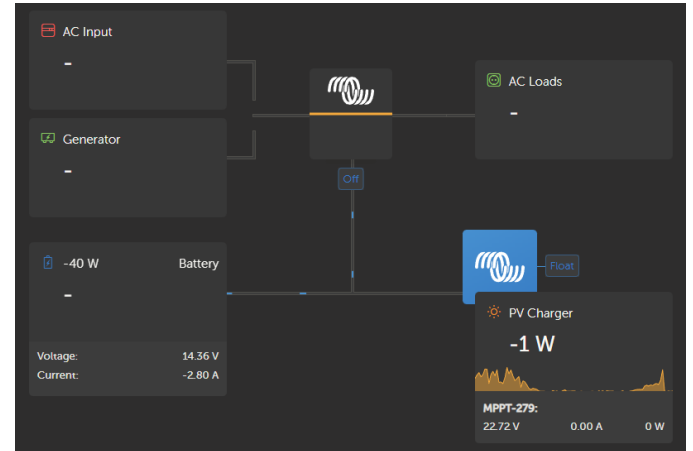 AC Input
-
Generator
-
-40 W Battery
-
Voltage: 14.36 V
Current: -2.80 A
Off
AC Loads
-
Float
PV Charger
-1 W
MPPT-279:
22.72 V 0.00 A 0 W